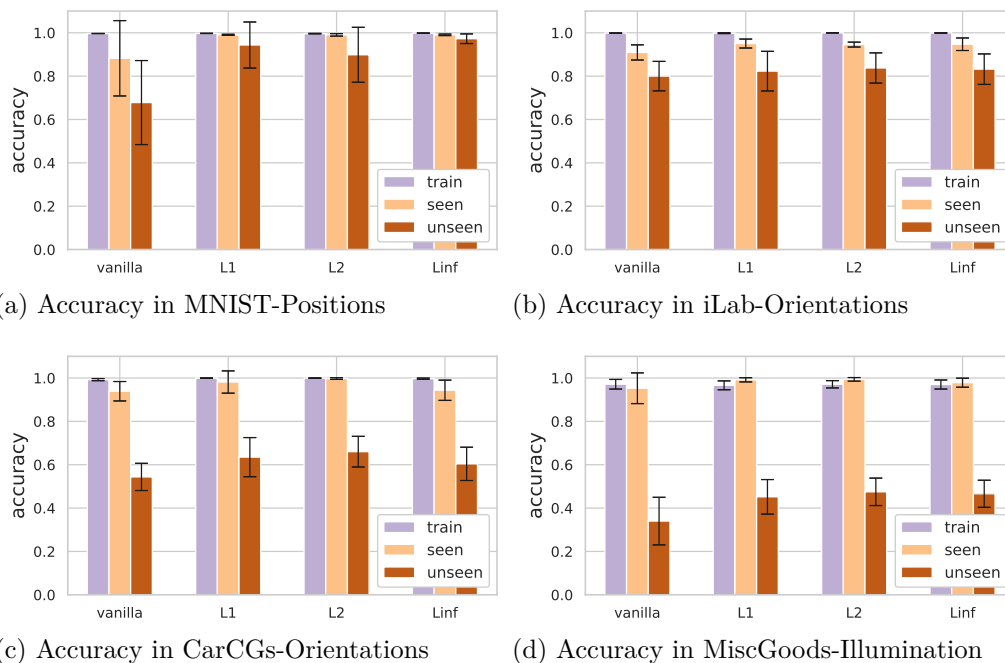 accuracy
1.0
0.8
0.6
0.4
0.2
0.0
train
seen
unseen
vanilla L1 L2 Linf
(a) Accuracy in MNIST-Positions
accuracy
1.0
0.8
0.6
0.4
0.2
0.0
train
seen
unseen
vanilla L1 L2 Linf
(b) Accuracy in iLab-Orientations
accuracy
1.0
0.8
0.6
0.4
0.2
0.0
train
seen
unseen
vanilla L1 L2 Linf
(c) Accuracy in CarCGs-Orientations
accuracy
1.0
0.8
0.6
0.4
0.2
0.0
train
seen
unseen
vanilla L1 L2 Linf
(d) Accuracy in MiscGoods-Illumination